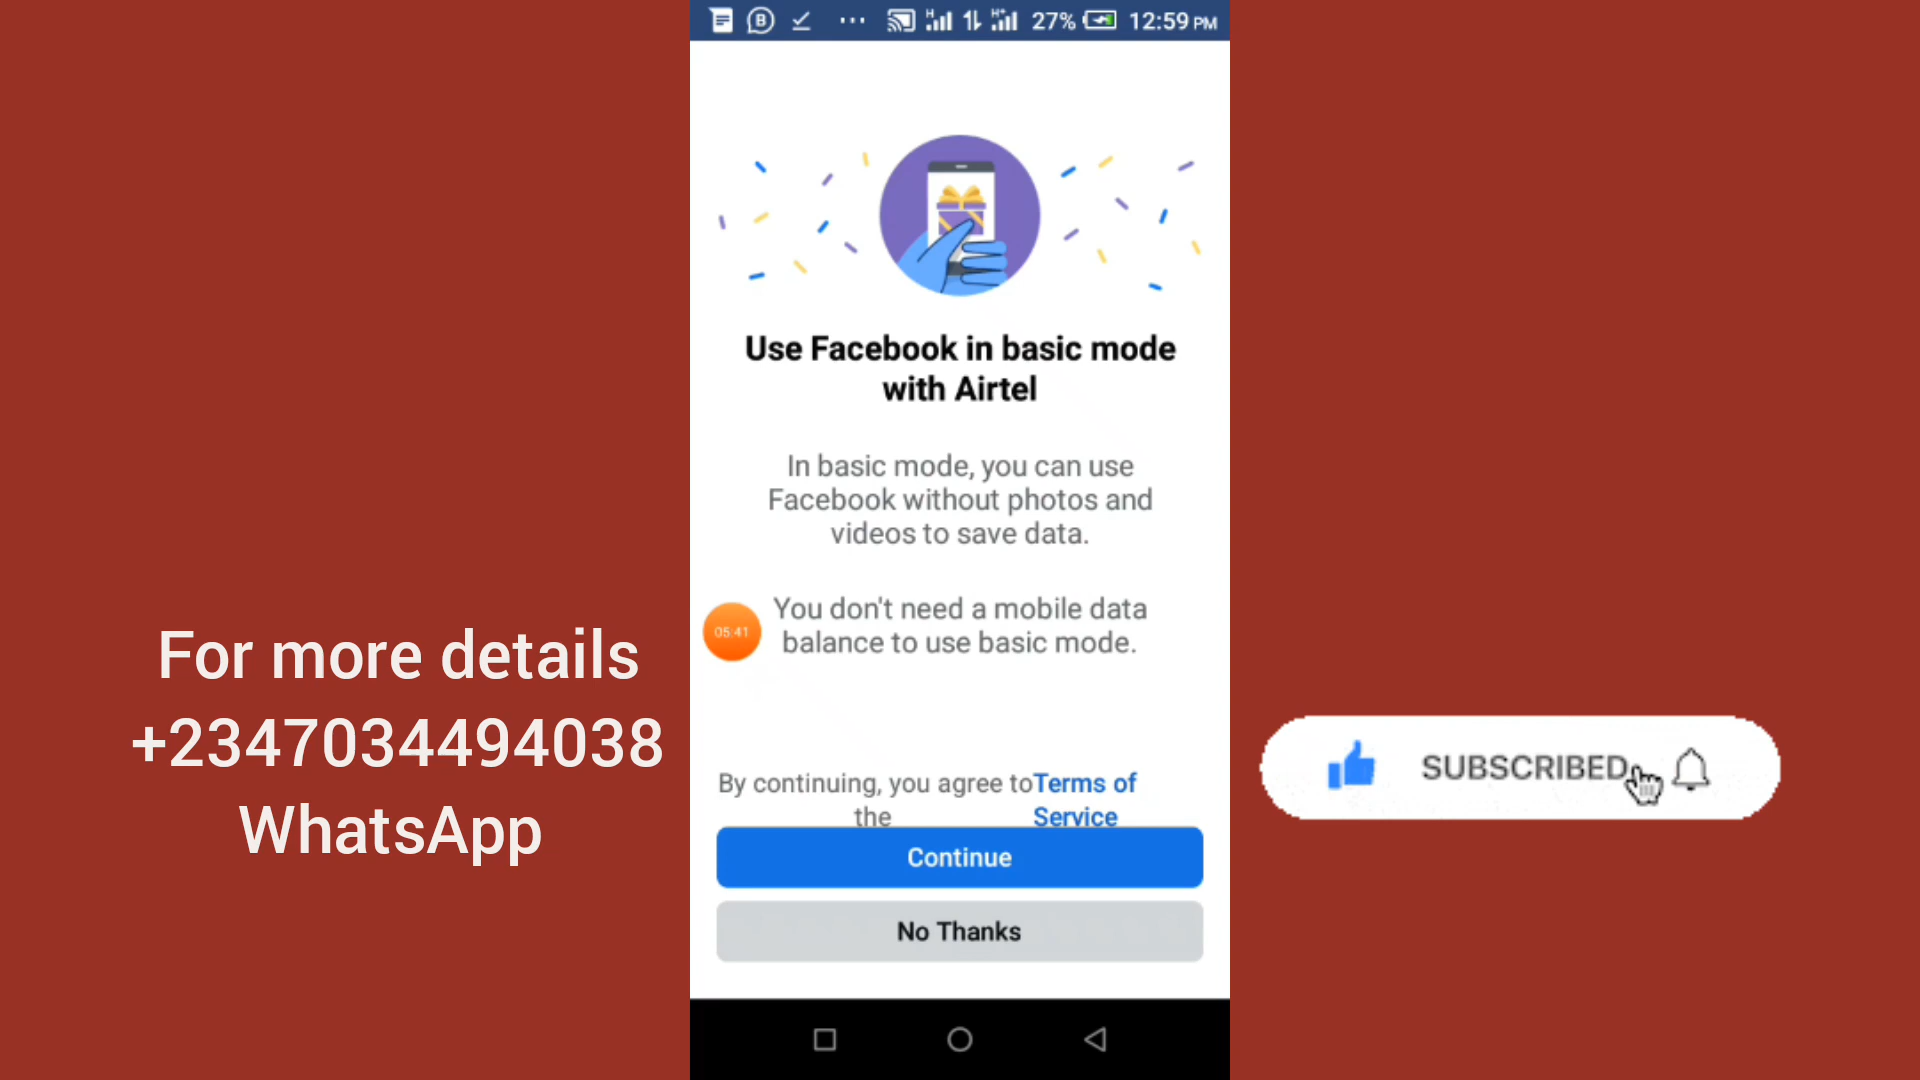 27% 12:59 PM
Use Facebook in basic mode
with Airtel
In basic mode, you can use
Facebook without photos and
videos to save data.
You don't need a mobile data
balance to use basic mode.
05:41
By continuing, you agree to Terms of
the Service
Continue
No Thanks
For more details
+2347034494038
WhatsApp
SUBSCRIBED